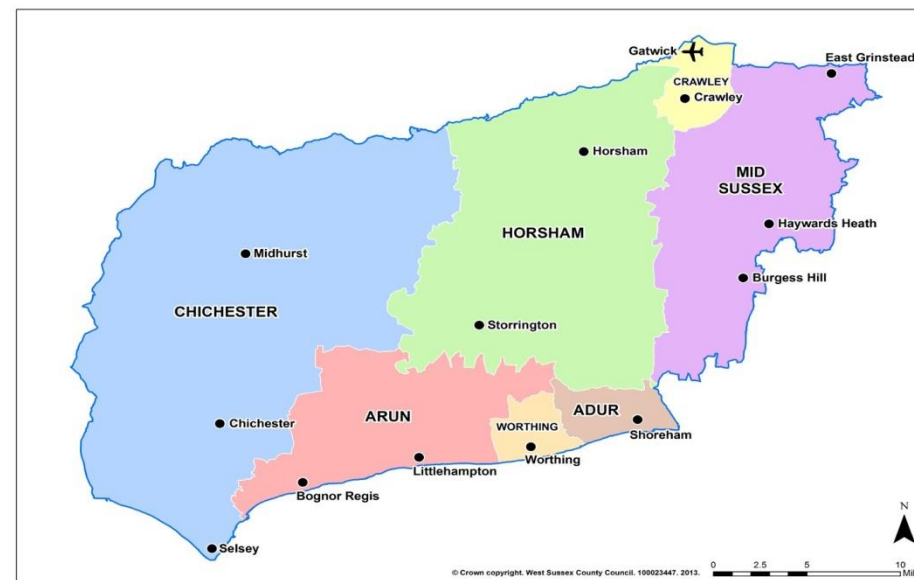 Gatwick
East Grinstead
CRAWLEY
Crawley
Horsham
MID
SUSSEX
Haywards Heath
HORSHAM
Midhurst
Burgess Hill
CHICHESTER
Storrington
ARUN
ADUR
Chichester
WORTHING
Shoreham
Worthing
Littlehampton
Bognor Regis
N
Selsey
© Crown copyright. West Sussex County Council. 100023447. 2013.
0 2.5 5 10
Mil